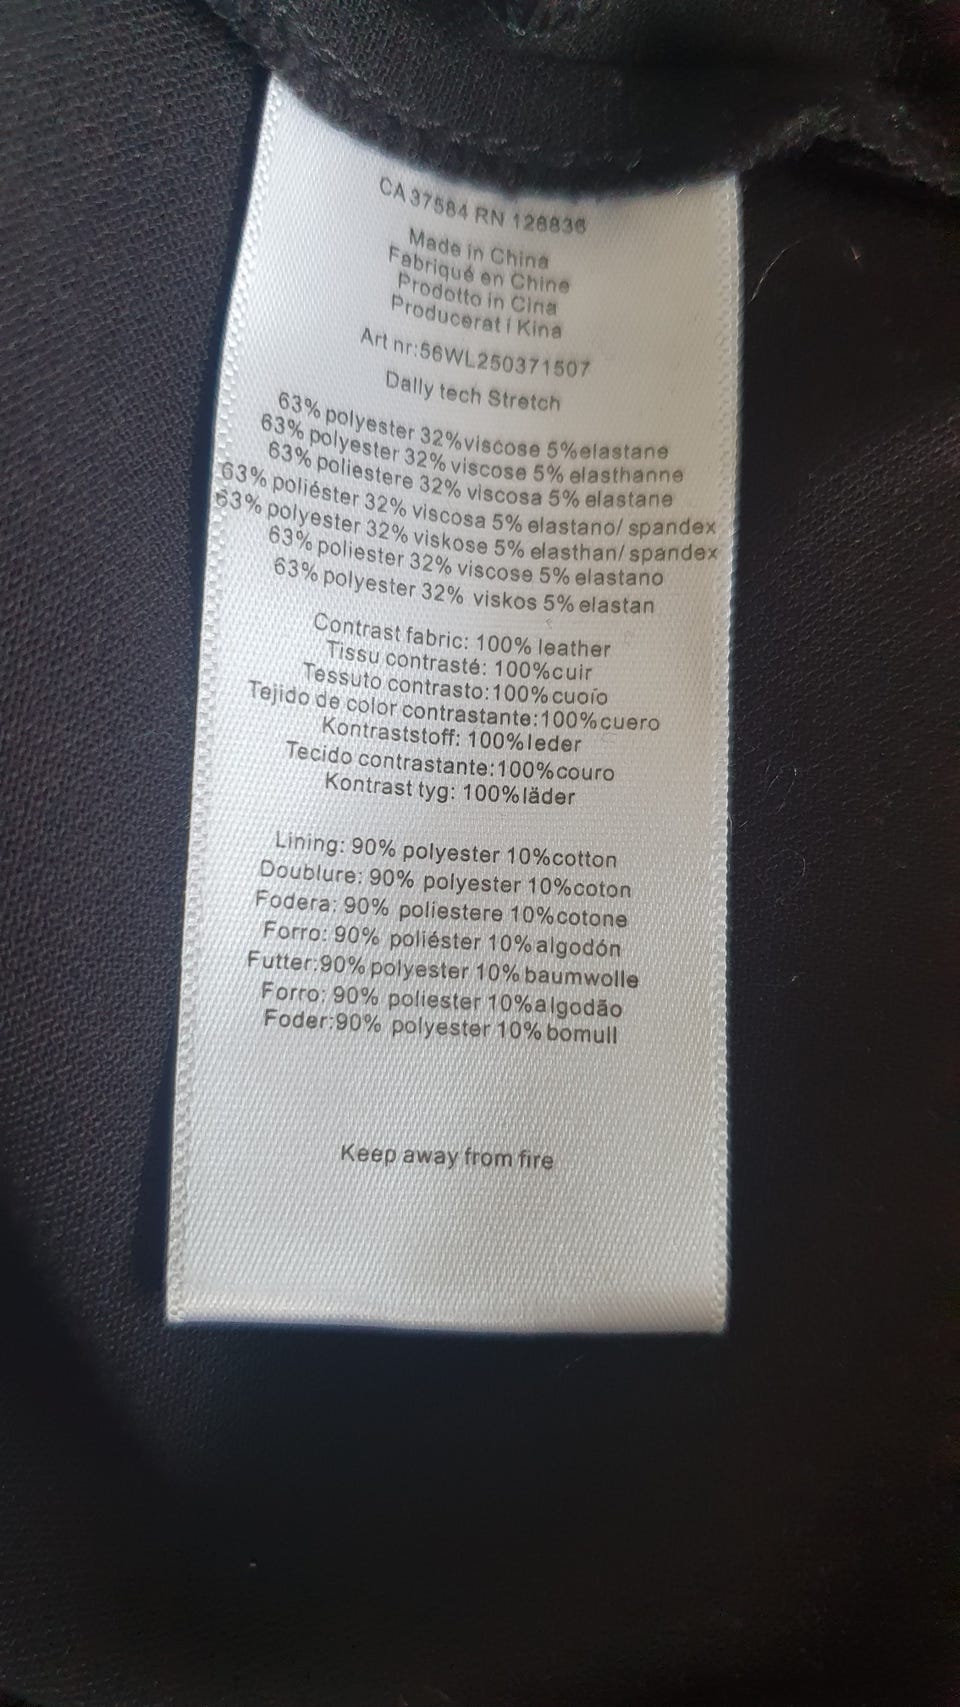 CA 37584 RN 126836
Made in China
Fabriqué en Chine
Prodotto in Cina
Producerat i Kina
Art nr:56WL250371507
Dally tech Stretch
63% polyester 32%viscose 5%elastane
63% polyester 32% viscose 5% elasthanne
63% poliestere 32% viscosa 5% elastane
63% poliéster 32% viscosa 5% elastano/ spandex
63% polyester 32% viskose 5% elasthan/ spandex
63% poliester 32% viscose 5% elastano
63% polyester 32% viskos 5% elastan
Contrast fabric: 100% leather
Tissu contrasté: 100%cuir
Tessuto contrasto:100%cuoio
Tejido de color contrastante:100%cuero
Kontraststoff: 100%leder
Tecido contrastante:100%couro
Kontrast tyg: 100%läder
Lining: 90% polyester 10%cotton
Doublure: 90% polyester 10%coton
Fodera: 90% poliestere 10%cotone
Forro: 90% poliéster 10%algodón
Futter:90% polyester 10% baumwolle
Forro: 90% poliester 10%algodão
Foder:90% polyester 10% bomull
Keep away from fire